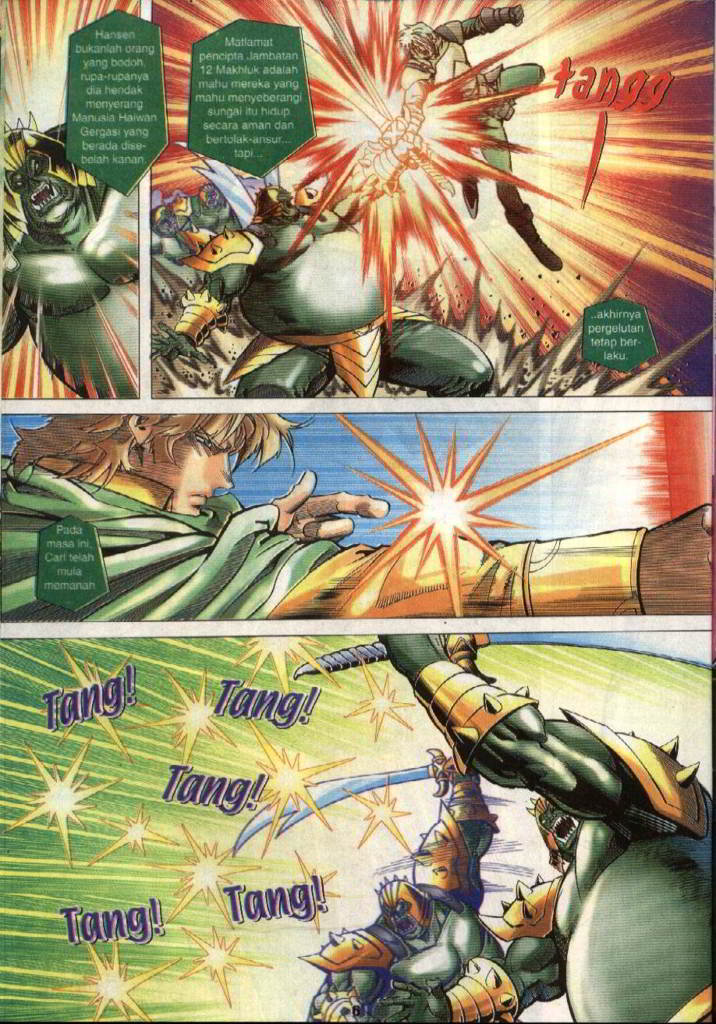 Hansen
bukanlah orang
yang bodoh,
rupa-rupanya
dia hendak
menyerang
Manusia Haiwan
Gergasi yang
berada dise-
belah kanan.
Matlamat
pencipta Jambatan
12 Makhluk adalah
mahu mereka yang
mahu menyeberangi
sungai itu hidup
secara aman dan
bertolak-ansur...
tapi...
tangg
!
..akhirnya
pergelutan
tetap ber-
laku.
Pada
masa ini,
Carl telah
mula
memanah
Tang!
Tang!
Tang!
Tang!
Tang!
6